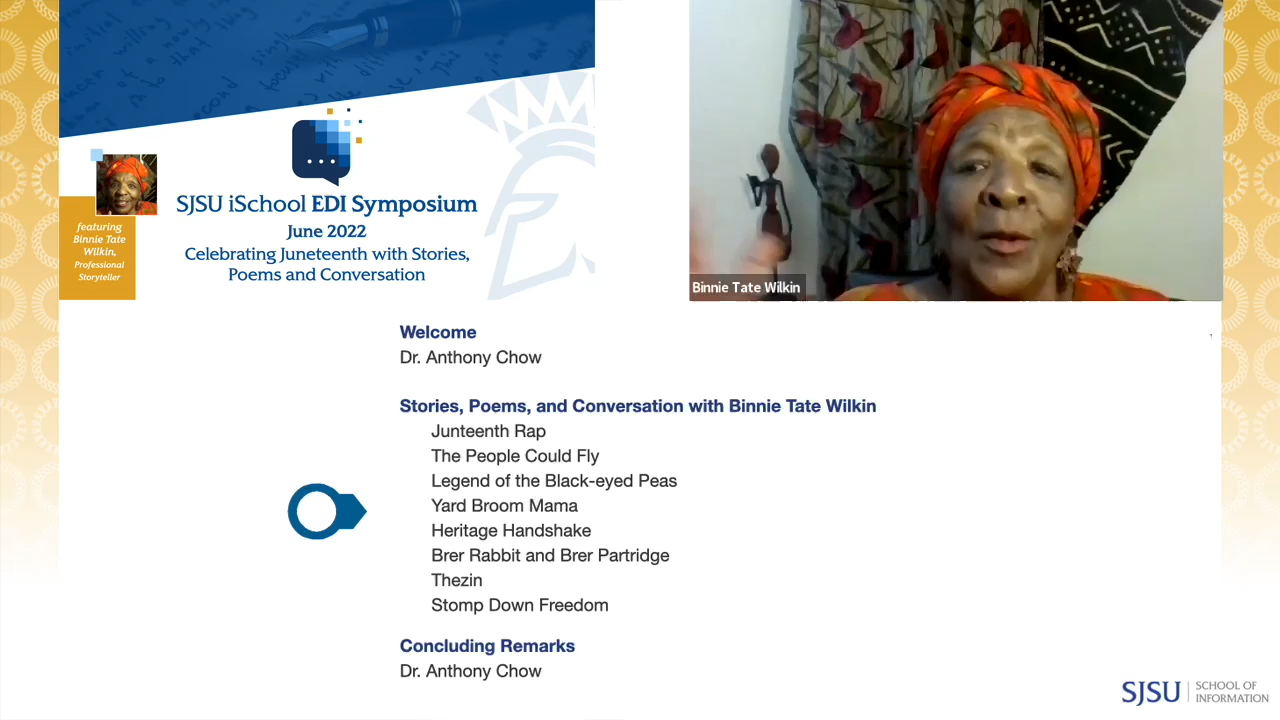 featuring
Binnie Tate
Wilkin,
Professional
Storyteller
SJSU iSchool EDI Symposium
June 2022
Celebrating Juneteenth with Stories,
Poems and Conversation
Binnie Tate Wilkin
Welcome
Dr. Anthony Chow
Stories, Poems, and Conversation with Binnie Tate Wilkin
Junteenth Rap
The People Could Fly
Legend of the Black-eyed Peas
Yard Broom Mama
Heritage Handshake
Brer Rabbit and Brer Partridge
Thezin
Stomp Down Freedom
Concluding Remarks
Dr. Anthony Chow
SJSU SCHOOL OF
INFORMATION